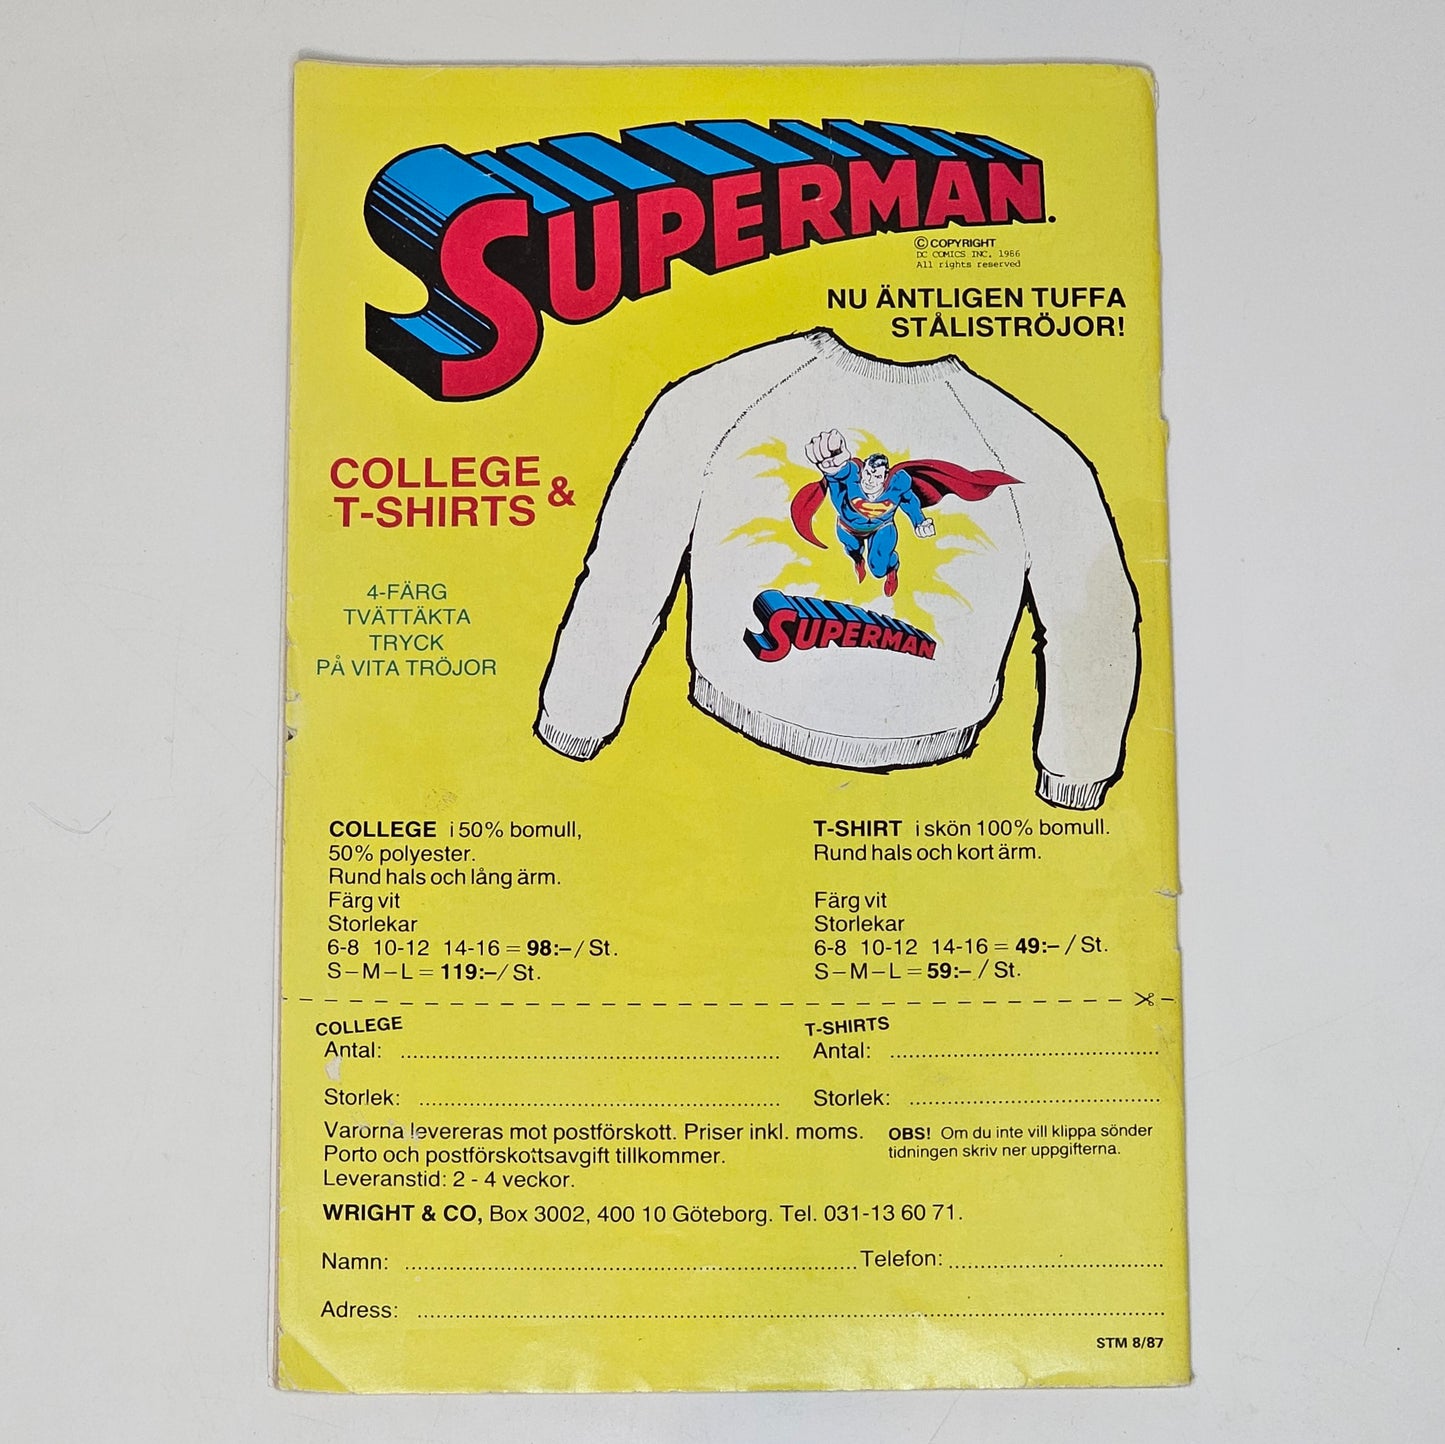 SUPERMAN.
© COPYRIGHT
DC COMICS INC. 1986
All rights reserved
NU ÄNTLIGEN TUFFA
STÅLISTRÖJOR!
COLLEGE &
T-SHIRTS
SUPERMAN
4-FÄRG
TVÄTTÄKTA
TRYCK
PÅ VITA TRÖJOR
COLLEGE i 50% bomull,
50% polyester.
Rund hals och lång ärm.
Färg vit
Storlekar
6-8 10-12 14-16 = 98:–/ St.
S–M–L = 119:–/ St.
T-SHIRT i skön 100% bomull.
Rund hals och kort ärm.
Färg vit
Storlekar
6-8 10-12 14-16 = 49:– / St.
S–M–L = 59:– / St.
COLLEGE
Antal:
Storlek:
T-SHIRTS
Antal:
Storlek:
Varorna levereras mot postförskott. Priser inkl. moms.
Porto och postförskottsavgift tillkommer.
Leveranstid: 2 - 4 veckor.
OBS! Om du inte vill klippa sönder
tidningen skriv ner uppgifterna.
WRIGHT & CO, Box 3002, 400 10 Göteborg. Tel. 031-13 60 71.
Namn: Telefon:
Adress:
STM 8/87